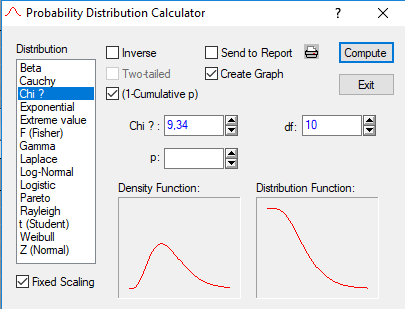 Probability Distribution Calculator
?
Distribution
Beta
Cauchy
Chi ?
Exponential
Extreme value
F (Fisher)
Gamma
Laplace
Log-Normal
Logistic
Pareto
Rayleigh
t (Student)
Weibull
Z (Normal)
Fixed Scaling
Inverse
Two-tailed
(1-Cumulative p)
Send to Report
Create Graph
Compute
Exit
Chi ? : 9,34
df: 10
p:
Density Function:
Distribution Function: